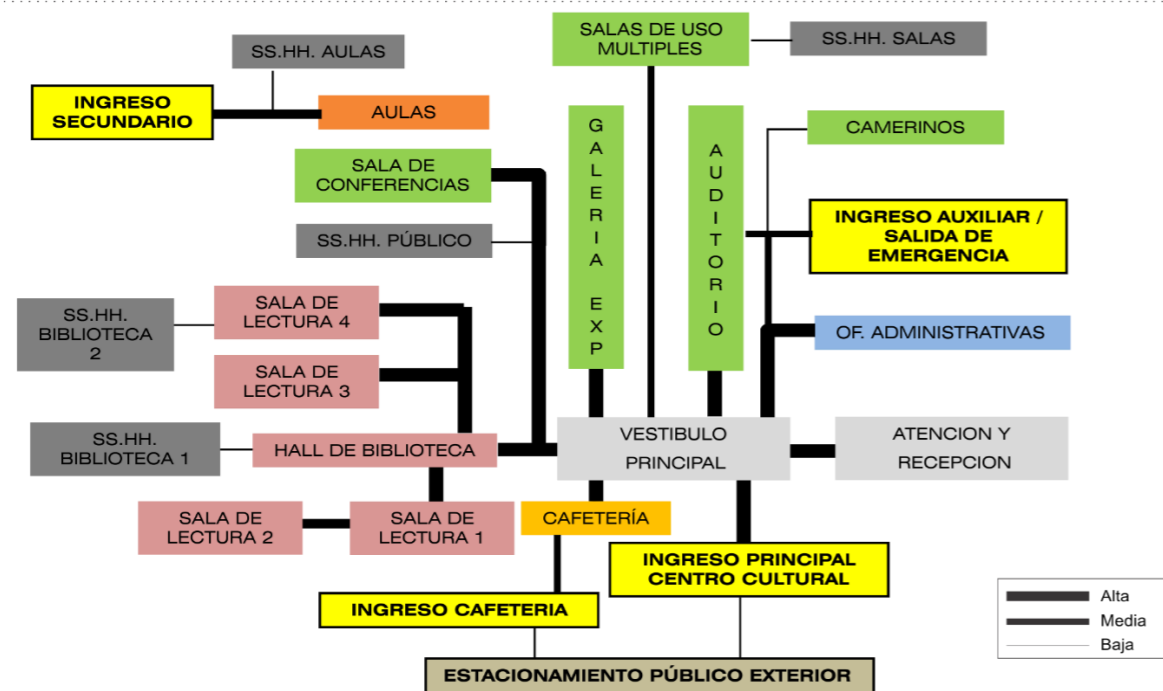 SALAS DE USO
MULTIPLES
SS.HH. SALAS
SS.HH. AULAS
INGRESO
SECUNDARIO
AULAS
GALERIA EXP
AUDITORIO
CAMERINOS
SALA DE
CONFERENCIAS
SS.HH. PÚBLICO
INGRESO AUXILIAR /
SALIDA DE
EMERGENCIA
SS.HH.
BIBLIOTECA
2
SALA DE
LECTURA 4
OF. ADMINISTRATIVAS
SALA DE
LECTURA 3
SS.HH.
BIBLIOTECA 1
HALL DE BIBLIOTECA
VESTIBULO
PRINCIPAL
ATENCION Y
RECEPCION
SALA DE
LECTURA 2
SALA DE
LECTURA 1
CAFETERÍA
INGRESO PRINCIPAL
CENTRO CULTURAL
INGRESO CAFETERIA
ESTACIONAMIENTO PÚBLICO EXTERIOR
Alta
Media
Baja